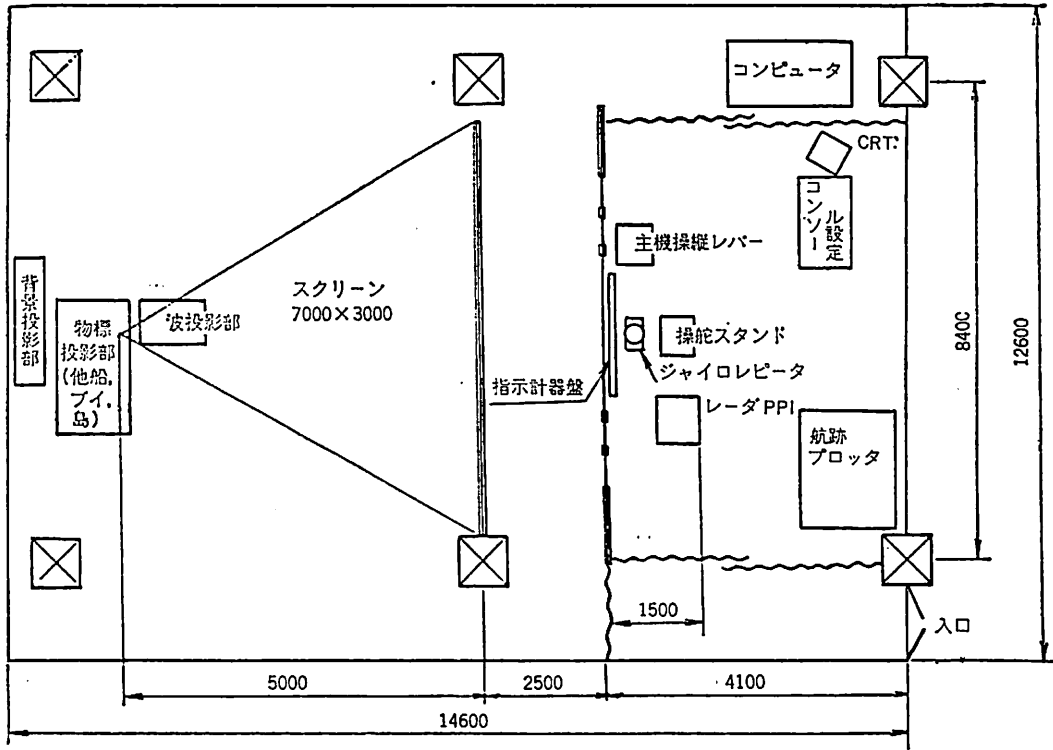 コンピュータ
CRT
コンソー
ル設定
主機操縦レバー
背景投影部
物標
投影部
(他船,
ブイ,
島)
波投影部
スクリーン
7000×3000
操舵スタンド
ジャイロレピータ
指示計器盤
レーダPPI
航跡
プロッタ
8400
12600
1500
入口
5000
2500
4100
14600